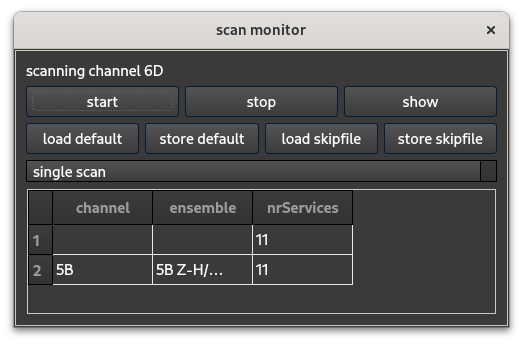 scan monitor ×
scanning channel 6D
start stop show
load default store default load skipfile store skipfile
single scan
channel ensemble nrServices
1 11
2 5B 5B Z-H/... 11